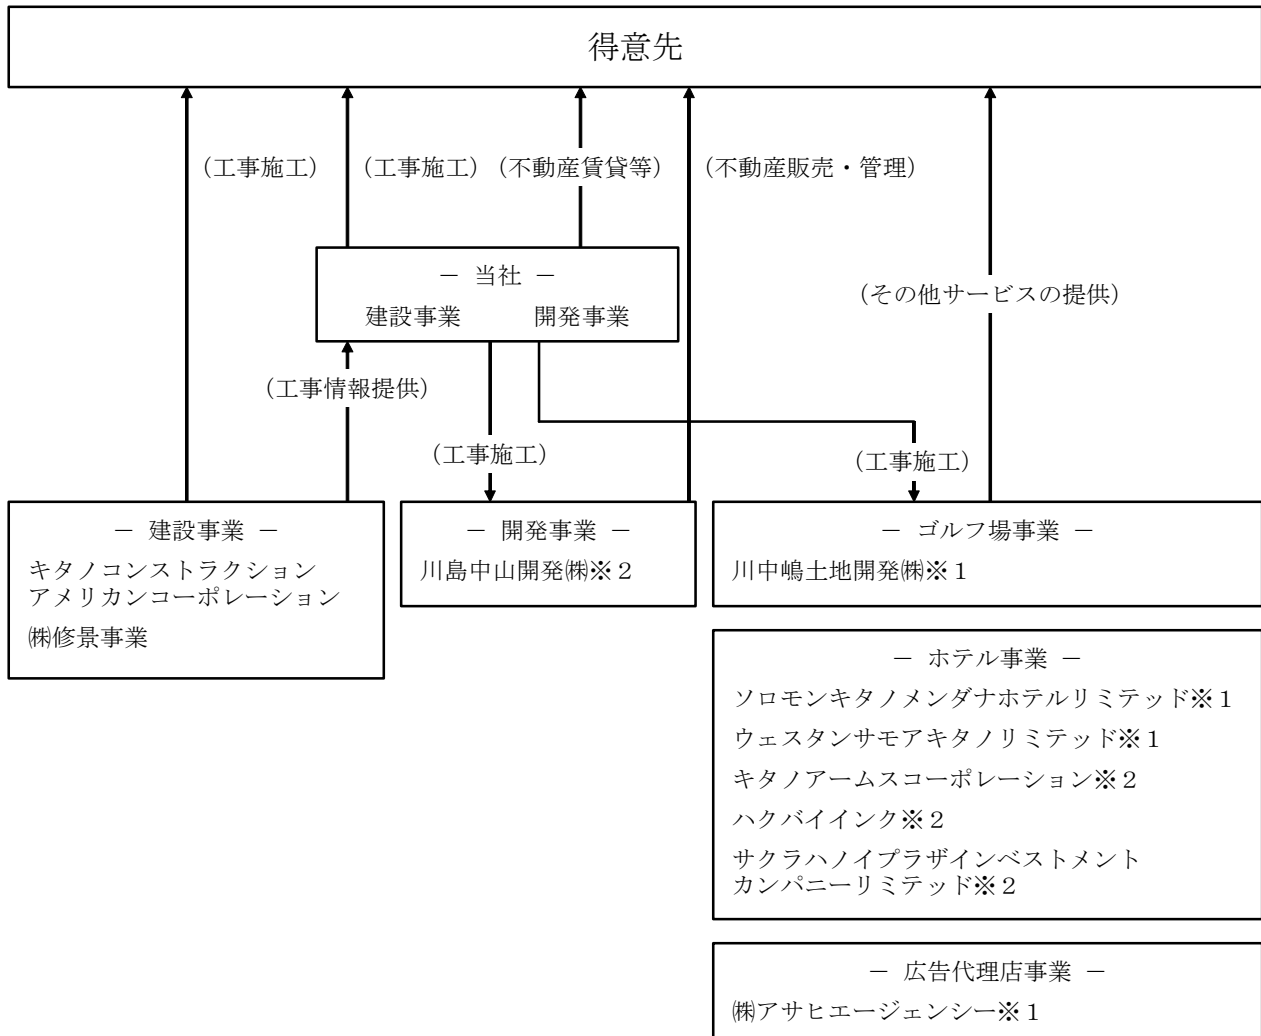 得意先
（工事施工）
（工事施工）
（不動産賃貸等）
（不動産販売・管理）
－ 当社 －
建設事業
開発事業
（その他サービスの提供）
（工事情報提供）
（工事施工）
（工事施工）
－ 建設事業 －
キタノコンストラクション
アメリカンコーポレーション
㈱修景事業
－ 開発事業 －
川島中山開発㈱※２
－ ゴルフ場事業 －
川中嶋土地開発㈱※１
－ ホテル事業 －
ソロモンキタノメンダナホテルリミテッド※１
ウェスタンサモアキタノリミテッド※１
キタノアームスコーポレーション※２
ハクバイインク※２
サクラハノイプラザインベストメント
カンパニーリミテッド※２
－ 広告代理店事業 －
㈱アサヒエージェンシー※１